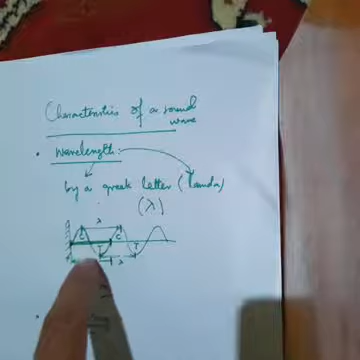 Characteristics of a sound
wave
• Wavelength :
by a greek letter (lamda)
(λ)
λ
C C
T T
λ